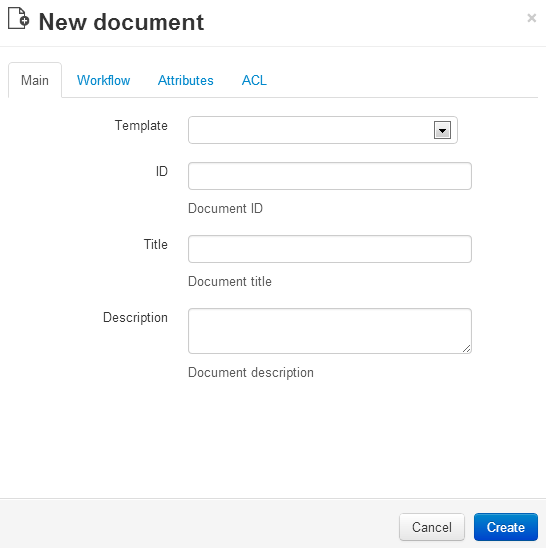 New document
×
Main Workflow Attributes ACL
Template
ID
Document ID
Title
Document title
Description
Document description
Cancel Create